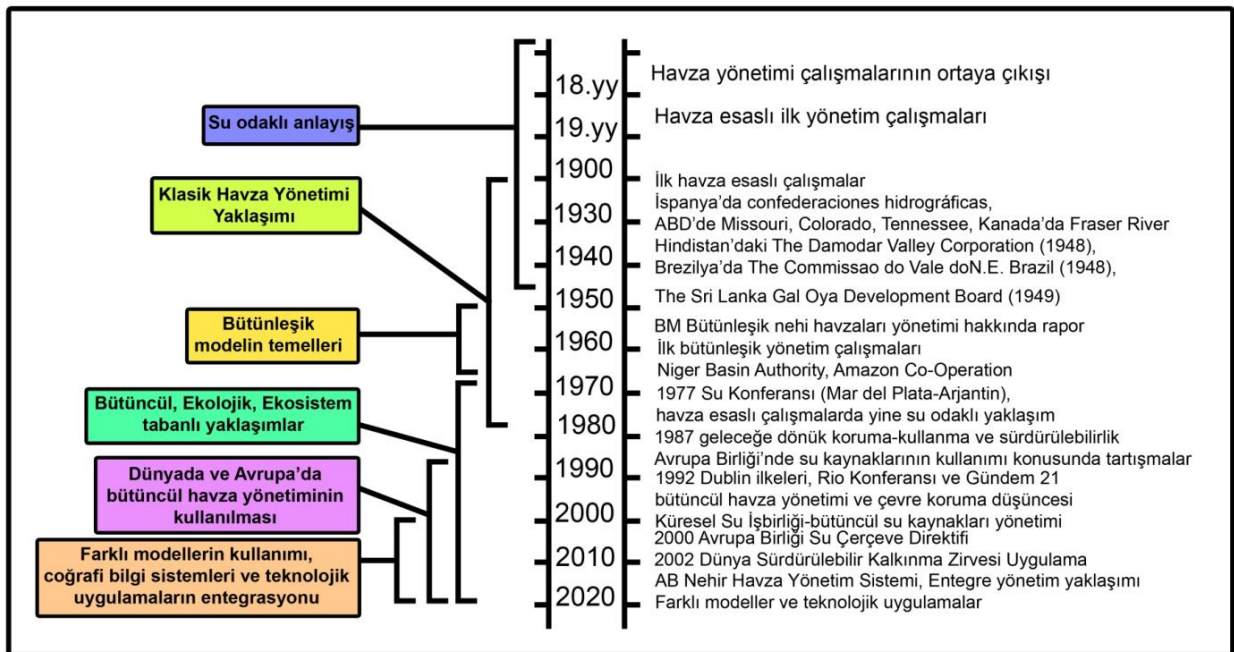 Su odaklı anlayış
Klasik Havza Yönetimi
Yaklaşımı
Bütünleşik
modelin temelleri
Bütüncül, Ekolojik, Ekosistem
tabanlı yaklaşımlar
Dünyada ve Avrupa’da
bütüncül havza yönetiminin
kullanılması
Farklı modellerin kullanımı,
coğrafi bilgi sistemleri ve teknolojik
uygulamaların entegrasyonu
18.yy
19.yy
1900
1930
1940
1950
1960
1970
1980
1990
2000
2010
2020
Havza yönetimi çalışmalarının ortaya çıkışı
Havza esaslı ilk yönetim çalışmaları
İlk havza esaslı çalışmalar
İspanya’da confederaciones hidrográficas,
ABD’de Missouri, Colorado, Tennessee, Kanada’da Fraser River
Hindistan’daki The Damodar Valley Corporation (1948),
Brezilya’da The Commissao do Vale doN.E. Brazil (1948),
The Sri Lanka Gal Oya Development Board (1949)
BM Bütünleşik nehi havzaları yönetimi hakkında rapor
İlk bütünleşik yönetim çalışmaları
Niger Basin Authority, Amazon Co-Operation
1977 Su Konferansı (Mar del Plata-Arjantin),
havza esaslı çalışmalarda yine su odaklı yaklaşım
1987 geleceğe dönük koruma-kullanma ve sürdürülebilirlik
Avrupa Birliği’nde su kaynaklarının kullanımı konusunda tartışmalar
1992 Dublin ilkeleri, Rio Konferansı ve Gündem 21
bütüncül havza yönetimi ve çevre koruma düşüncesi
Küresel Su İşbirliği-bütüncül su kaynakları yönetimi
2000 Avrupa Birliği Su Çerçeve Direktifi
2002 Dünya Sürdürülebilir Kalkınma Zirvesi Uygulama
AB Nehir Havza Yönetim Sistemi, Entegre yönetim yaklaşımı
Farklı modeller ve teknolojik uygulamalar